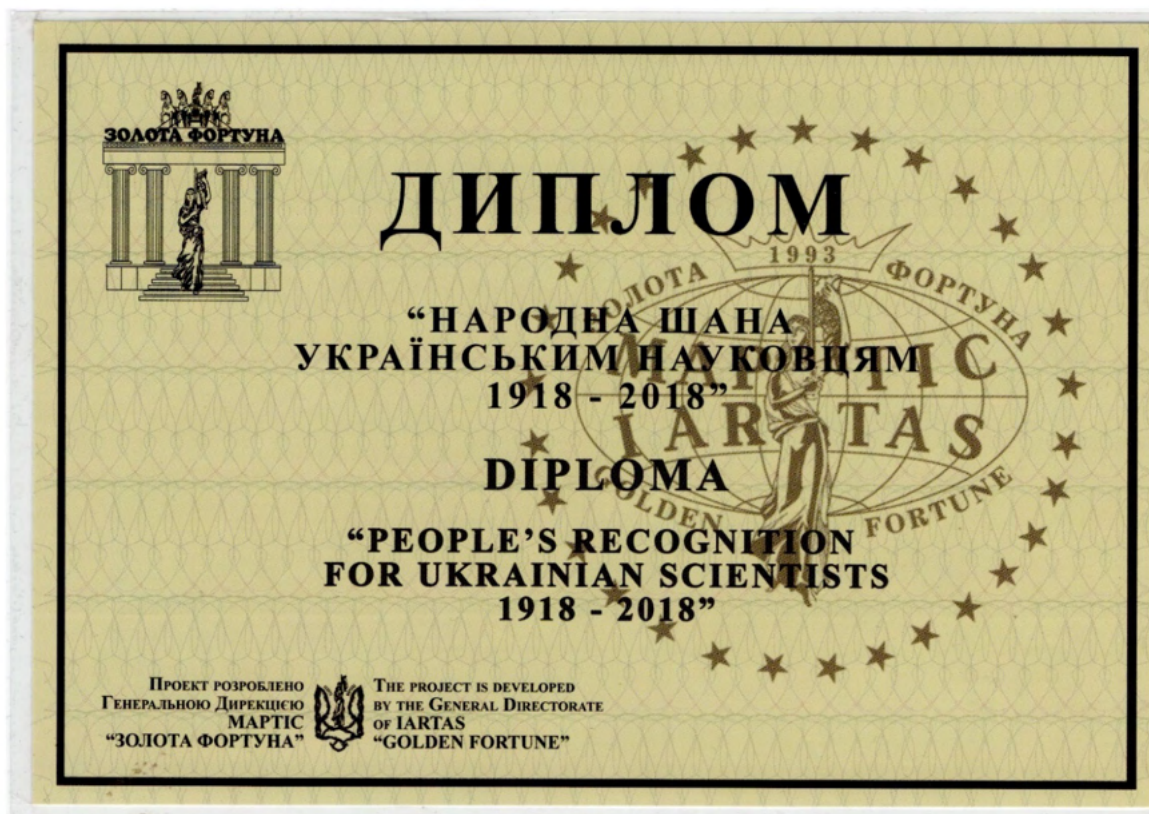 ЗОЛОТА ФОРТУНА
ДИПЛОМ
1993
ЗОЛОТА ФОРТУНА
МАРТІС
IARTAS
GOLDEN FORTUNE
“НАРОДНА ШАНА
УКРАЇНСЬКИМ НАУКОВЦЯМ
1918 - 2018”
DIPLOMA
“PEOPLE’S RECOGNITION
FOR UKRAINIAN SCIENTISTS
1918 - 2018”
ПРОЕКТ РОЗРОБЛЕНО
ГЕНЕРАЛЬНОЮ ДИРЕКЦІЄЮ
МАРТІС
“ЗОЛОТА ФОРТУНА”
THE PROJECT IS DEVELOPED
BY THE GENERAL DIRECTORATE
OF IARTAS
“GOLDEN FORTUNE”